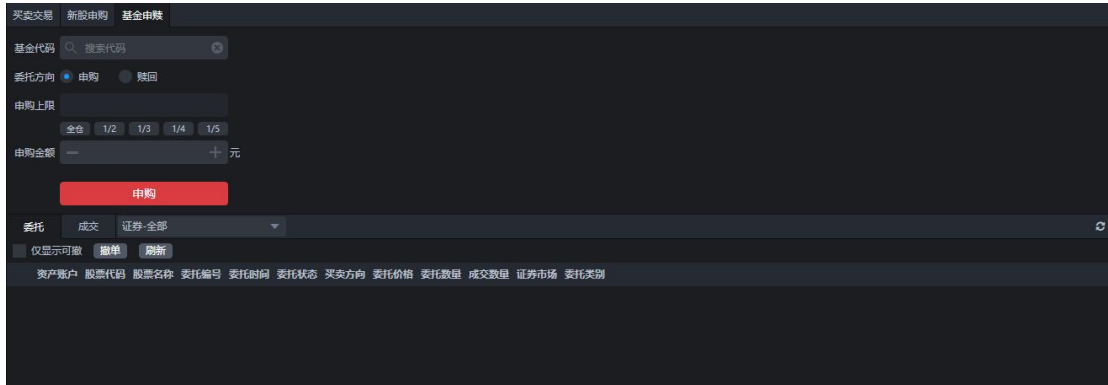 买卖交易 新股申购 基金申赎
基金代码 搜索代码
委托方向 申购 赎回
申购上限
全仓 1/2 1/3 1/4 1/5
申购金额 元
申购
委托 成交 证券-全部
仅显示可撤 撤单 刷新
资产账户 股票代码 股票名称 委托编号 委托时间 委托状态 买卖方向 委托价格 委托数量 成交数量 证券市场 委托类别